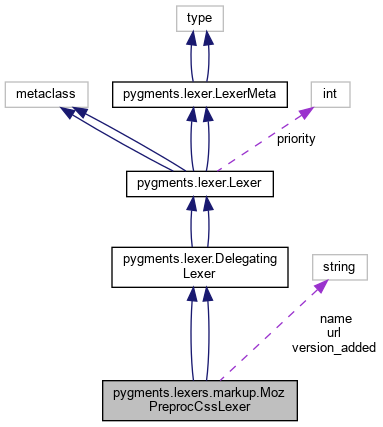 type
metaclass
pygments.lexer.LexerMeta
int
priority
pygments.lexer.Lexer
pygments.lexer.Delegating
Lexer
string
name
url
version_added
pygments.lexers.markup.Moz
PreprocCssLexer